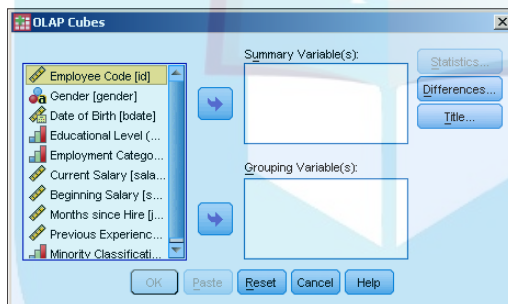 OLAP Cubes
Employee Code [id]
Gender [gender]
Date of Birth [bdate]
Educational Level (...
Employment Catego...
Current Salary [sala...
Beginning Salary [s...
Months since Hire [j...
Previous Experienc...
Minority Classificati...
Summary Variable(s):
Grouping Variable(s):
Statistics...
Differences...
Title...
OK Paste Reset Cancel Help